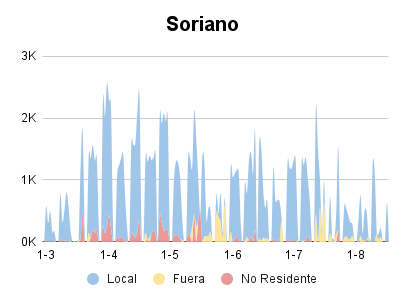 Soriano
3K
2K
1K
0K
1-3 1-4 1-5 1-6 1-7 1-8
Local Fuera No Residente